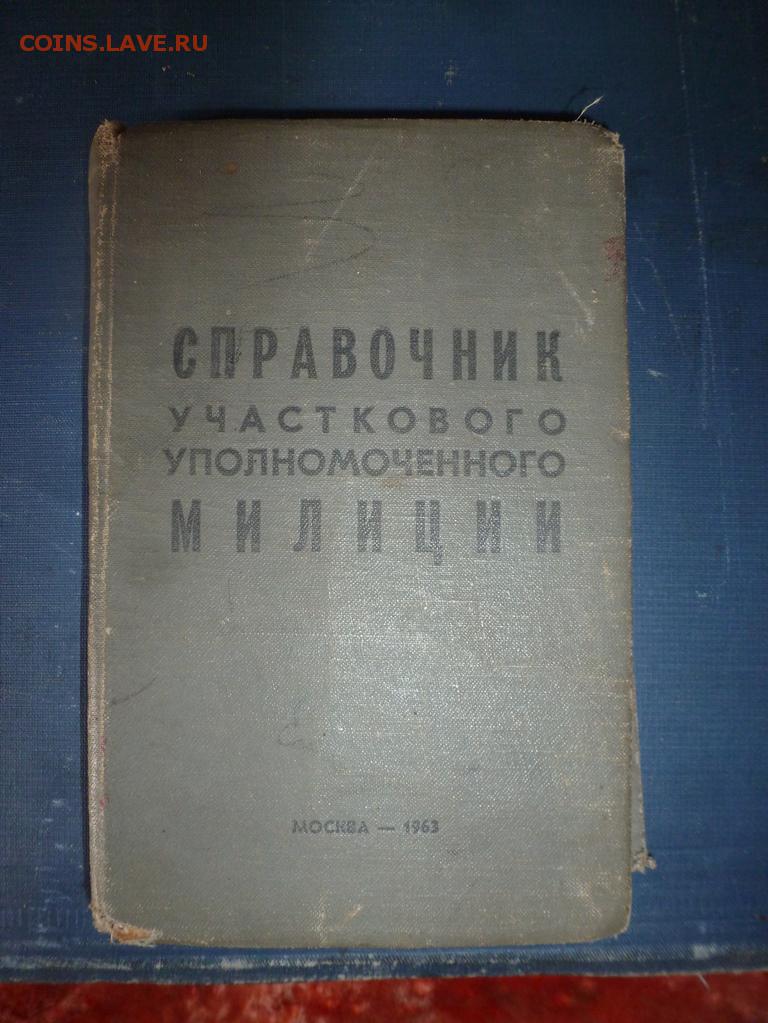 COINS.LAVE.RU
СПРАВОЧНИК
УЧАСТКОВОГО
УПОЛНОМОЧЕННОГО
МИЛИЦИИ
МОСКВА — 1963